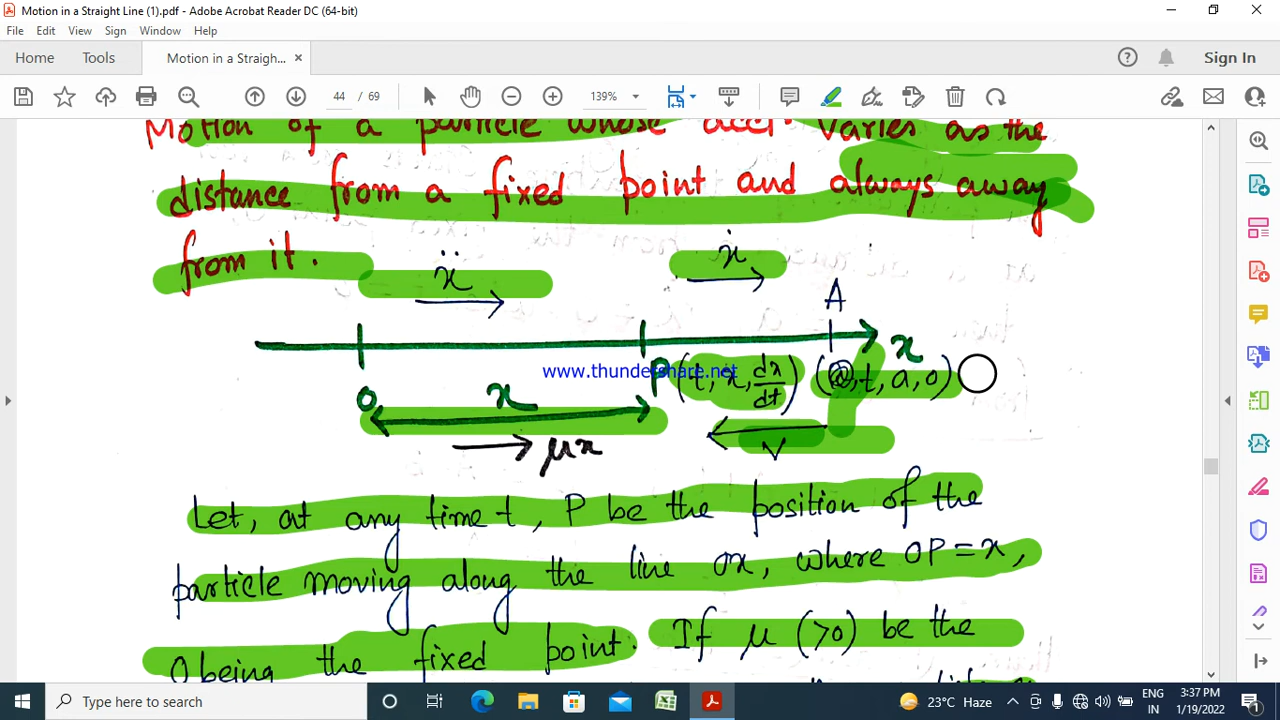 Motion in a Straight Line (1).pdf - Adobe Acrobat Reader DC (64-bit)
File Edit View Sign Window Help
Home Tools Motion in a Straigh... × Sign In
44 / 69 139%
Motion of a particle whose accn. varies as the
distance from a fixed point and always away
from it.
ẍ ẋ
A
x
www.thundershare.net
P (t, x, dx/dt) (t, a, 0)
O x
μx V
Let, at any time t, P be the position of the
particle moving along the line ox, where OP = x,
O being the fixed point. If μ (>0) be the
Type here to search
23°C Haze
ENG
IN
3:37 PM
1/19/2022
1